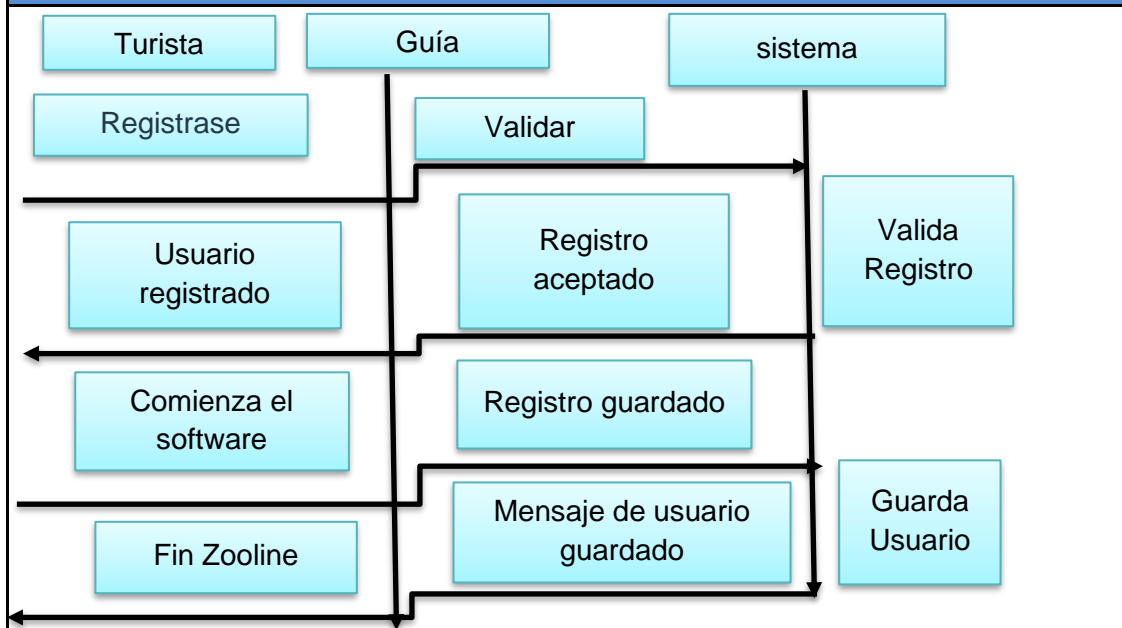 Turista
Guía
sistema
Registrase
Validar
Usuario
registrado
Registro
aceptado
Valida
Registro
Comienza el
software
Registro guardado
Mensaje de usuario
guardado
Guarda
Usuario
Fin Zooline